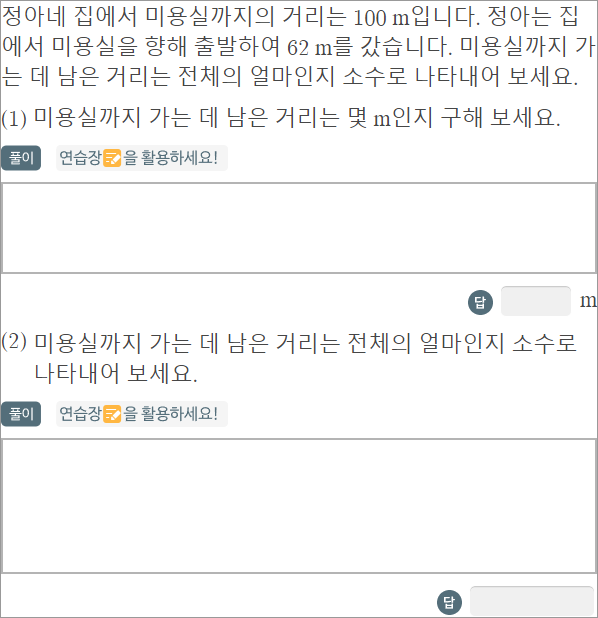 정아네 집에서 미용실까지의 거리는 100 m입니다. 정아는 집
에서 미용실을 향해 출발하여 62 m를 갔습니다. 미용실까지 가
는 데 남은 거리는 전체의 얼마인지 소수로 나타내어 보세요.
(1) 미용실까지 가는 데 남은 거리는 몇 m인지 구해 보세요.
풀이 연습장을 활용하세요!
답 m
(2) 미용실까지 가는 데 남은 거리는 전체의 얼마인지 소수로
나타내어 보세요.
풀이 연습장을 활용하세요!
답